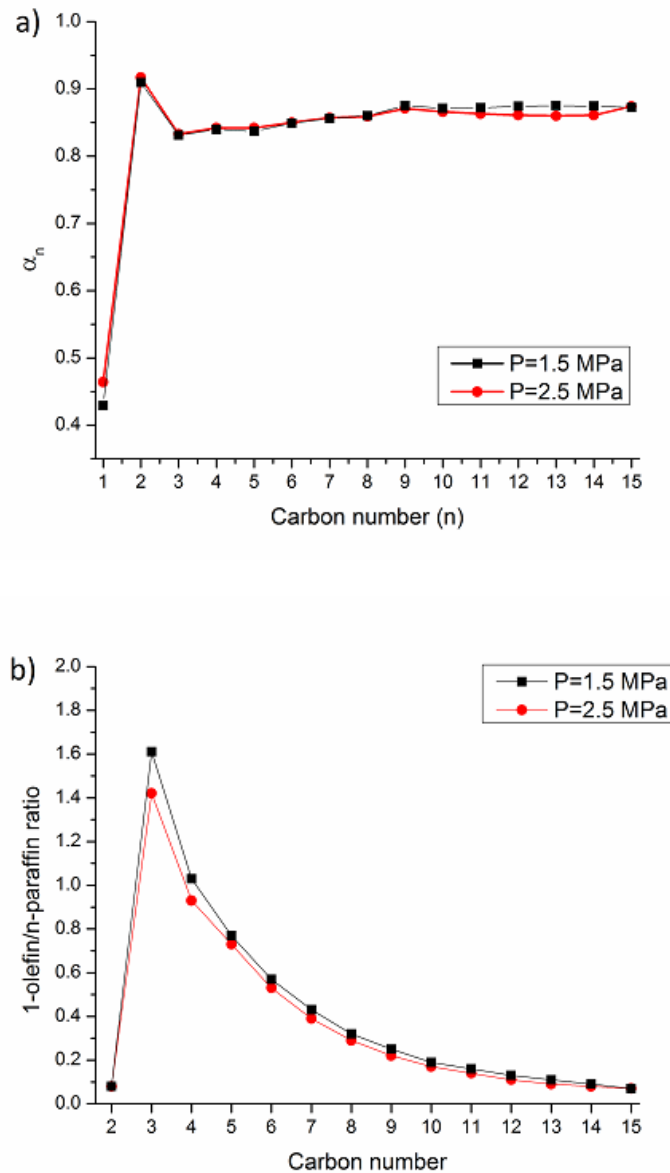 a)
1.0
0.9
0.8
0.7
0.6
0.5
0.4
αn
P=1.5 MPa
P=2.5 MPa
1 2 3 4 5 6 7 8 9 10 11 12 13 14 15
Carbon number (n)
b)
2.0
1.8
1.6
1.4
1.2
1.0
0.8
0.6
0.4
0.2
0.0
1-olefin/n-paraffin ratio
P=1.5 MPa
P=2.5 MPa
2 3 4 5 6 7 8 9 10 11 12 13 14 15
Carbon number